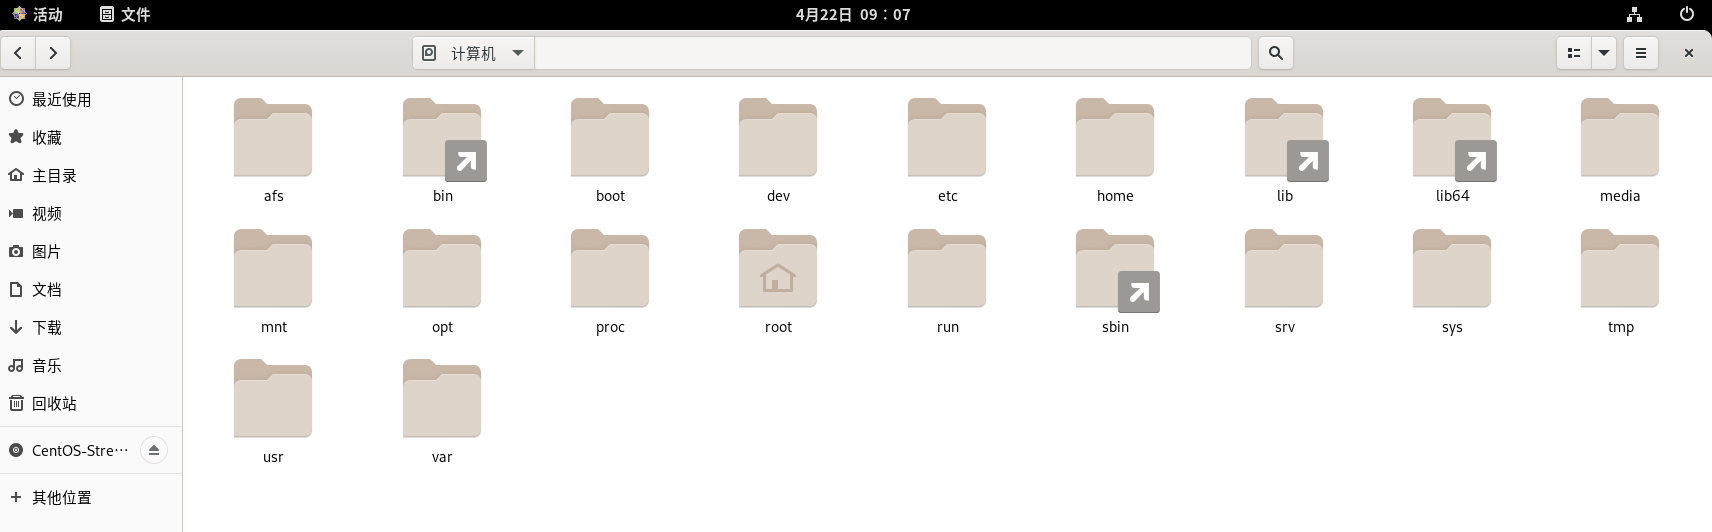 活动 文件 4月22日 09：07
计算机
最近使用
收藏
主目录
视频
图片
文档
下载
音乐
回收站
CentOS-Stre…
其他位置
afs bin boot dev etc home lib lib64 media
mnt opt proc root run sbin srv sys tmp
usr var